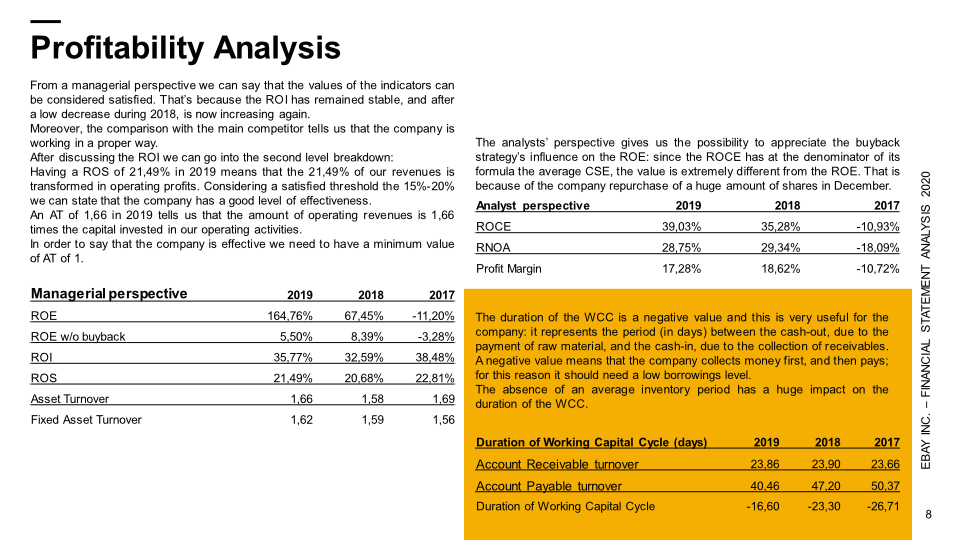 Profitability Analysis
From a managerial perspective we can say that the values of the indicators can
be considered satisfied. That's because the ROI has remained stable, and after
a low decrease during 2018, is now increasing again.
Moreover, the comparison with the main competitor tells us that the company is
working in a proper way.
After discussing the ROI we can go into the second level breakdown:
Having a ROS of 21,49% in 2019 means that the 21,49% of our revenues is
transformed in operating profits. Considering a satisfied threshold the 15%-20%
we can state that the company has a good level of effectiveness.
An AT of 1,66 in 2019 tells us that the amount of operating revenues is 1,66
times the capital invested in our operating activities.
In order to say that the company is effective we need to have a minimum value
of AT of 1.
Managerial perspective 2019 2018 2017
ROE 164,76% 67,45% -11,20%
ROE w/o buyback 5,50% 8,39% -3,28%
ROI 35,77% 32,59% 38,48%
ROS 21,49% 20,68% 22,81%
Asset Turnover 1,66 1,58 1,69
Fixed Asset Turnover 1,62 1,59 1,56
The analysts' perspective gives us the possibility to appreciate the buyback
strategy's influence on the ROE: since the ROCE has at the denominator of its
formula the average CSE, the value is extremely different from the ROE. That is
because of the company repurchase of a huge amount of shares in December.
Analyst perspective 2019 2018 2017
ROCE 39,03% 35,28% -10,93%
RNOA 28,75% 29,34% -18,09%
Profit Margin 17,28% 18,62% -10,72%
The duration of the WCC is a negative value and this is very useful for the
company: it represents the period (in days) between the cash-out, due to the
payment of raw material, and the cash-in, due to the collection of receivables.
A negative value means that the company collects money first, and then pays;
for this reason it should need a low borrowings level.
The absence of an average inventory period has a huge impact on the
duration of the WCC.
Duration of Working Capital Cycle (days) 2019 2018 2017
Account Receivable turnover 23,86 23,90 23,66
Account Payable turnover 40,46 47,20 50,37
Duration of Working Capital Cycle -16,60 -23,30 -26,71
EBAY INC. – FINANCIAL STATEMENT ANALYSIS 2020
8